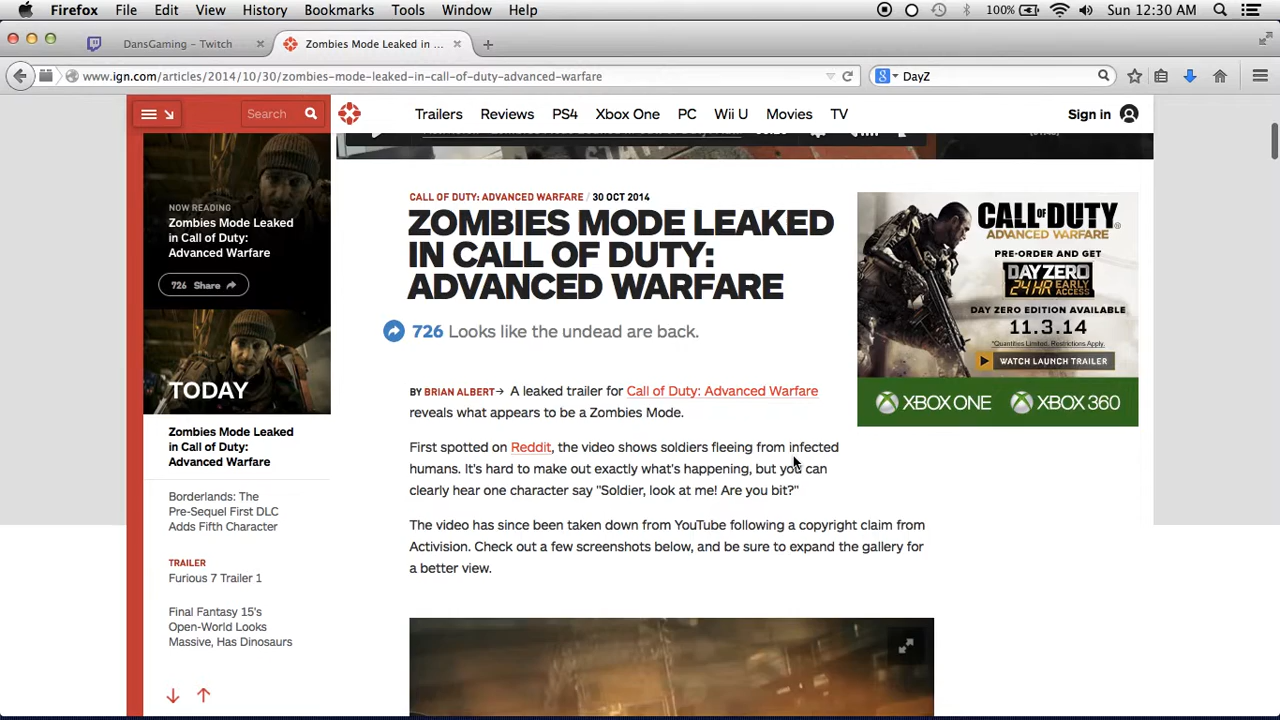 Firefox File Edit View History Bookmarks Tools Window Help 100% Sun 12:30 AM
DansGaming - Twitch Zombies Mode Leaked in ...
www.ign.com/articles/2014/10/30/zombies-mode-leaked-in-call-of-duty-advanced-warfare DayZ
Search Trailers Reviews PS4 Xbox One PC Wii U Movies TV Sign in
NOW READING
Zombies Mode Leaked
in Call of Duty:
Advanced Warfare
726 Share
TODAY
Zombies Mode Leaked
in Call of Duty:
Advanced Warfare
Borderlands: The
Pre-Sequel First DLC
Adds Fifth Character
TRAILER
Furious 7 Trailer 1
Final Fantasy 15's
Open-World Looks
Massive, Has Dinosaurs
CALL OF DUTY: ADVANCED WARFARE / 30 OCT 2014
ZOMBIES MODE LEAKED
IN CALL OF DUTY:
ADVANCED WARFARE
726 Looks like the undead are back.
BY BRIAN ALBERT A leaked trailer for Call of Duty: Advanced Warfare
reveals what appears to be a Zombies Mode.
First spotted on Reddit, the video shows soldiers fleeing from infected
humans. It's hard to make out exactly what's happening, but you can
clearly hear one character say "Soldier, look at me! Are you bit?"
The video has since been taken down from YouTube following a copyright claim from
Activision. Check out a few screenshots below, and be sure to expand the gallery for
a better view.
CALL OF DUTY
ADVANCED WARFARE
PRE-ORDER AND GET
DAY ZERO
24 HR EARLY ACCESS
DAY ZERO EDITION AVAILABLE
11.3.14
*Quantities Limited. Restrictions Apply.
WATCH LAUNCH TRAILER
XBOX ONE XBOX 360